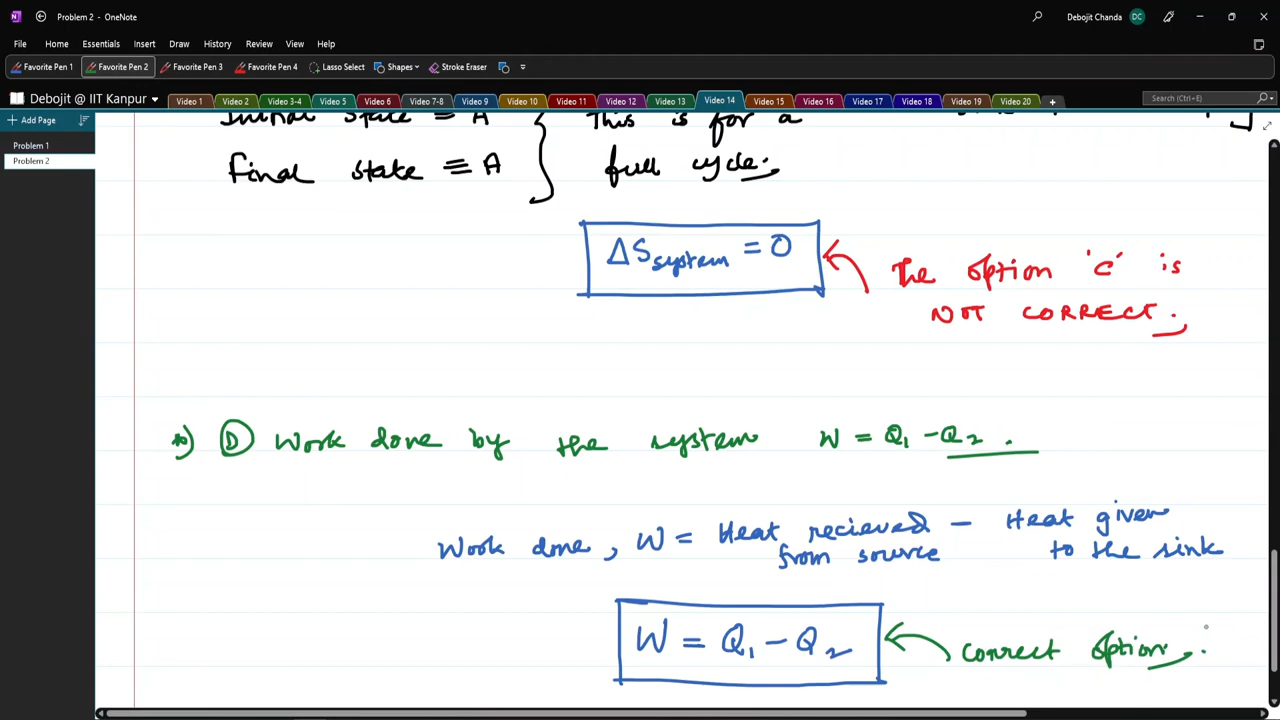 Problem 2 - OneNote
Debojit Chanda DC
File Home Essentials Insert Draw History Review View Help
Favorite Pen 1 Favorite Pen 2 Favorite Pen 3 Favorite Pen 4 Lasso Select Shapes Stroke Eraser
Debojit @ IIT Kanpur Video 1 Video 2 Video 3-4 Video 5 Video 6 Video 7-8 Video 9 Video 10 Video 11 Video 12 Video 13 Video 14 Video 15 Video 16 Video 17 Video 18 Video 19 Video 20 Search (Ctrl+E)
Add Page
Problem 1
Problem 2
Initial state ≡ A } This is for a
Final state ≡ A full cycle.
ΔSsystem = 0
The option 'C' is
NOT CORRECT.
D Work done by the system W = Q1 - Q2 .
Work done, W = Heat recieved from source - Heat given to the sink
W = Q1 - Q2
correct option.